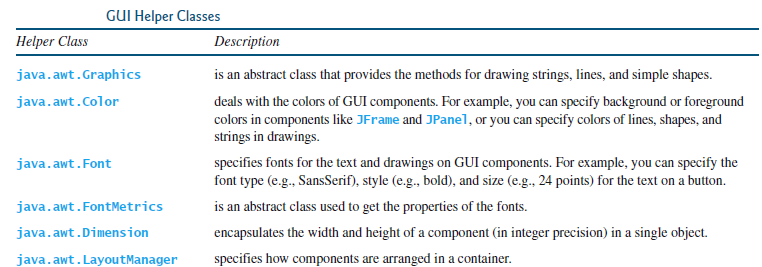 GUI Helper Classes
Helper Class Description
java.awt.Graphics is an abstract class that provides the methods for drawing strings, lines, and simple shapes.
java.awt.Color deals with the colors of GUI components. For example, you can specify background or foreground
colors in components like JFrame and JPanel, or you can specify colors of lines, shapes, and
strings in drawings.
java.awt.Font specifies fonts for the text and drawings on GUI components. For example, you can specify the
font type (e.g., SansSerif), style (e.g., bold), and size (e.g., 24 points) for the text on a button.
java.awt.FontMetrics is an abstract class used to get the properties of the fonts.
java.awt.Dimension encapsulates the width and height of a component (in integer precision) in a single object.
java.awt.LayoutManager specifies how components are arranged in a container.